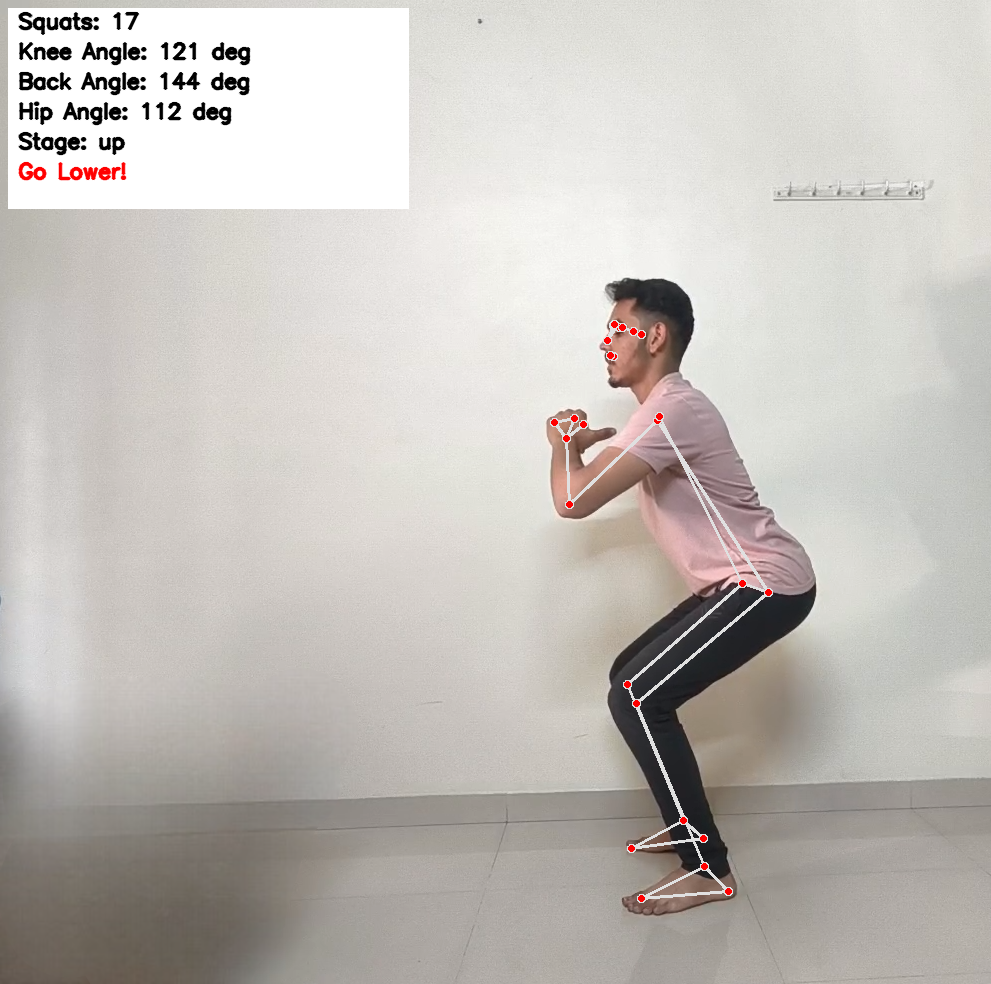 Squats: 17
Knee Angle: 121 deg
Back Angle: 144 deg
Hip Angle: 112 deg
Stage: up
Go Lower!